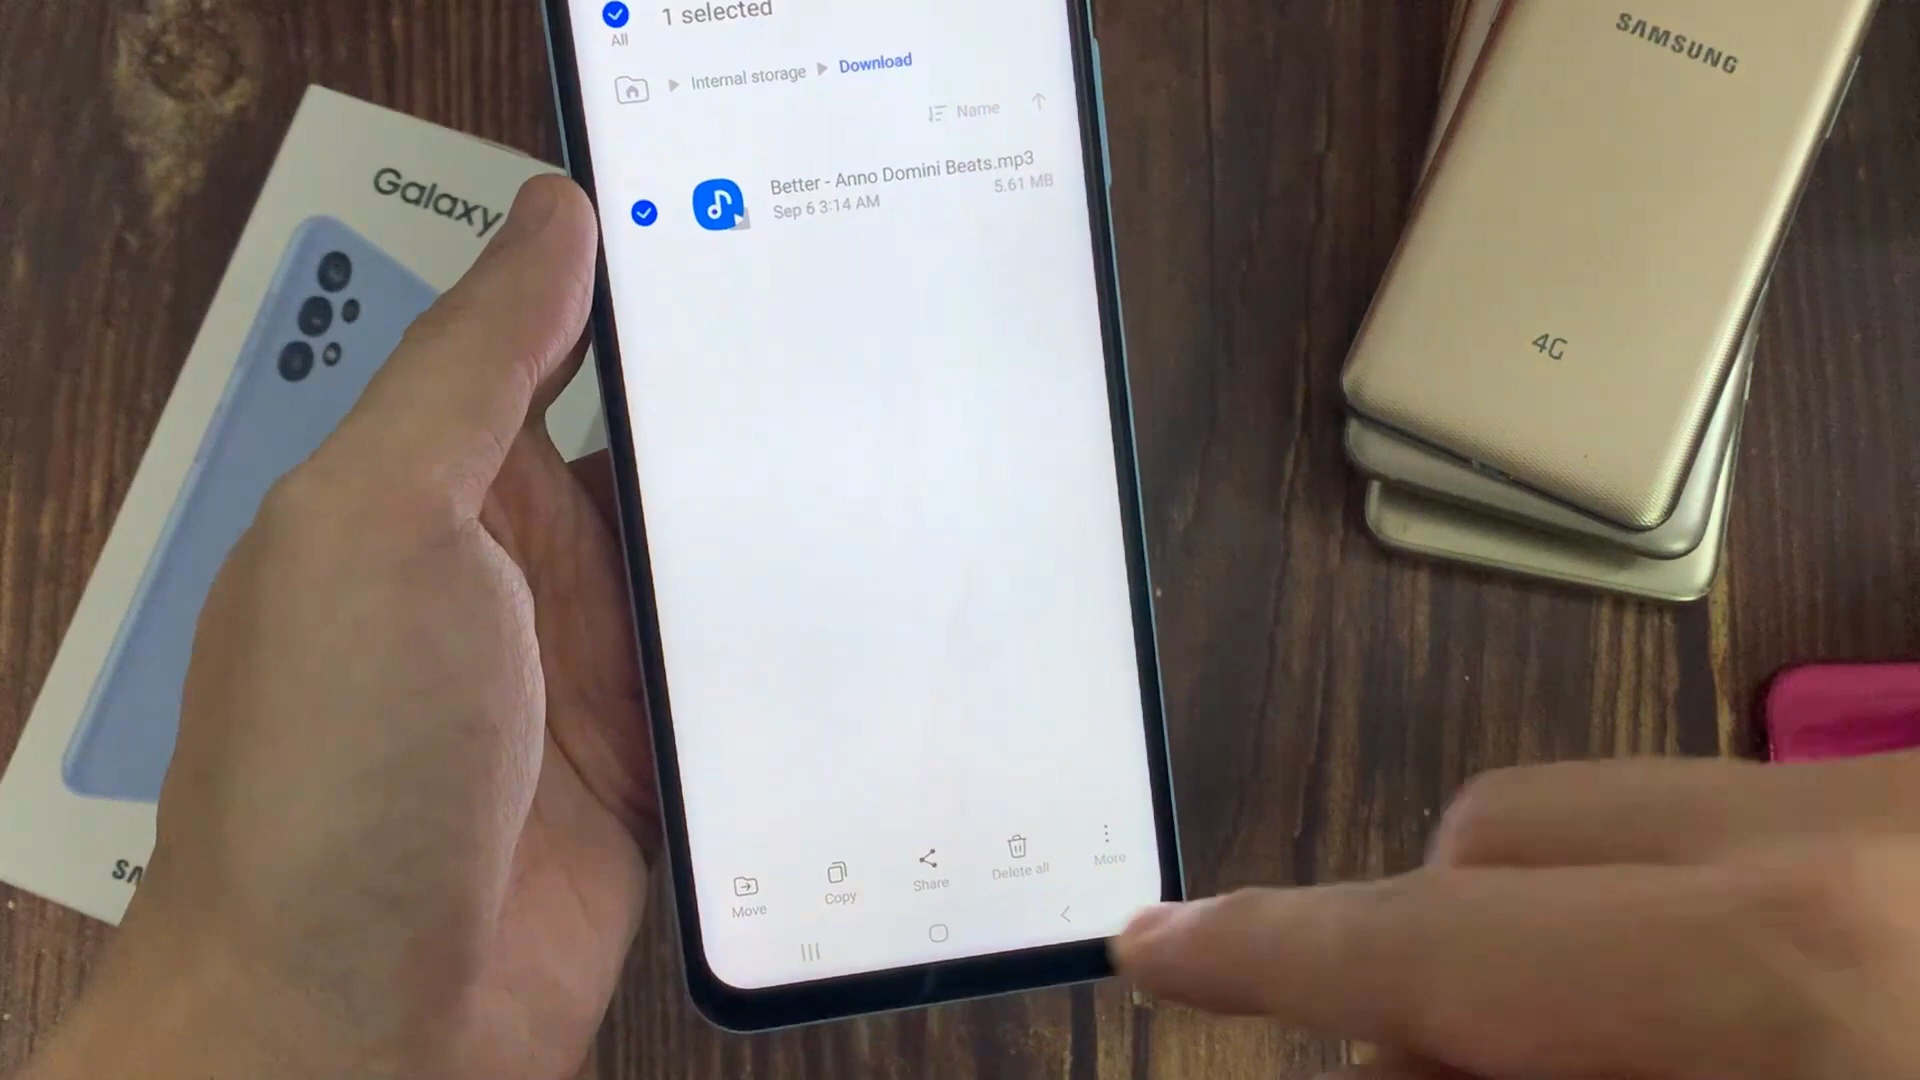 1 selected
All
Internal storage
Download
Name
Better - Anno Domini Beats.mp3
Sep 6 3:14 AM
5.61 MB
Move
Copy
Share
Delete all
More
Galaxy
SA
SAMSUNG
4G